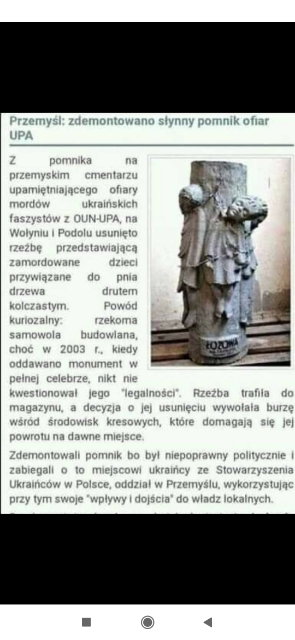 Przemyśl: zdemontowano słynny pomnik ofiar
UPA
Z pomnika na
przemyskim cmentarzu
upamiętniającego ofiary
mordów ukraińskich
faszystów z OUN-UPA, na
Wołyniu i Podolu usunięto
rzeźbę przedstawiającą
zamordowane dzieci
przywiązane do pnia
drzewa drutem
kolczastym. Powód
kuriozalny: rzekoma
samowola budowlana,
choć w 2003 r., kiedy
oddawano monument w
pełnej celebrze, nikt nie
kwestionował jego "legalności". Rzeźba trafiła do
magazynu, a decyzja o jej usunięciu wywołała burzę
wśród środowisk kresowych, które domagają się jej
powrotu na dawne miejsce.
Zdemontowali pomnik bo był niepoprawny politycznie i
zabiegali o to miejscowi ukraińcy ze Stowarzyszenia
Ukraińców w Polsce, oddział w Przemyślu, wykorzystując
przy tym swoje "wpływy i dojścia" do władz lokalnych.
ŁOZOWA